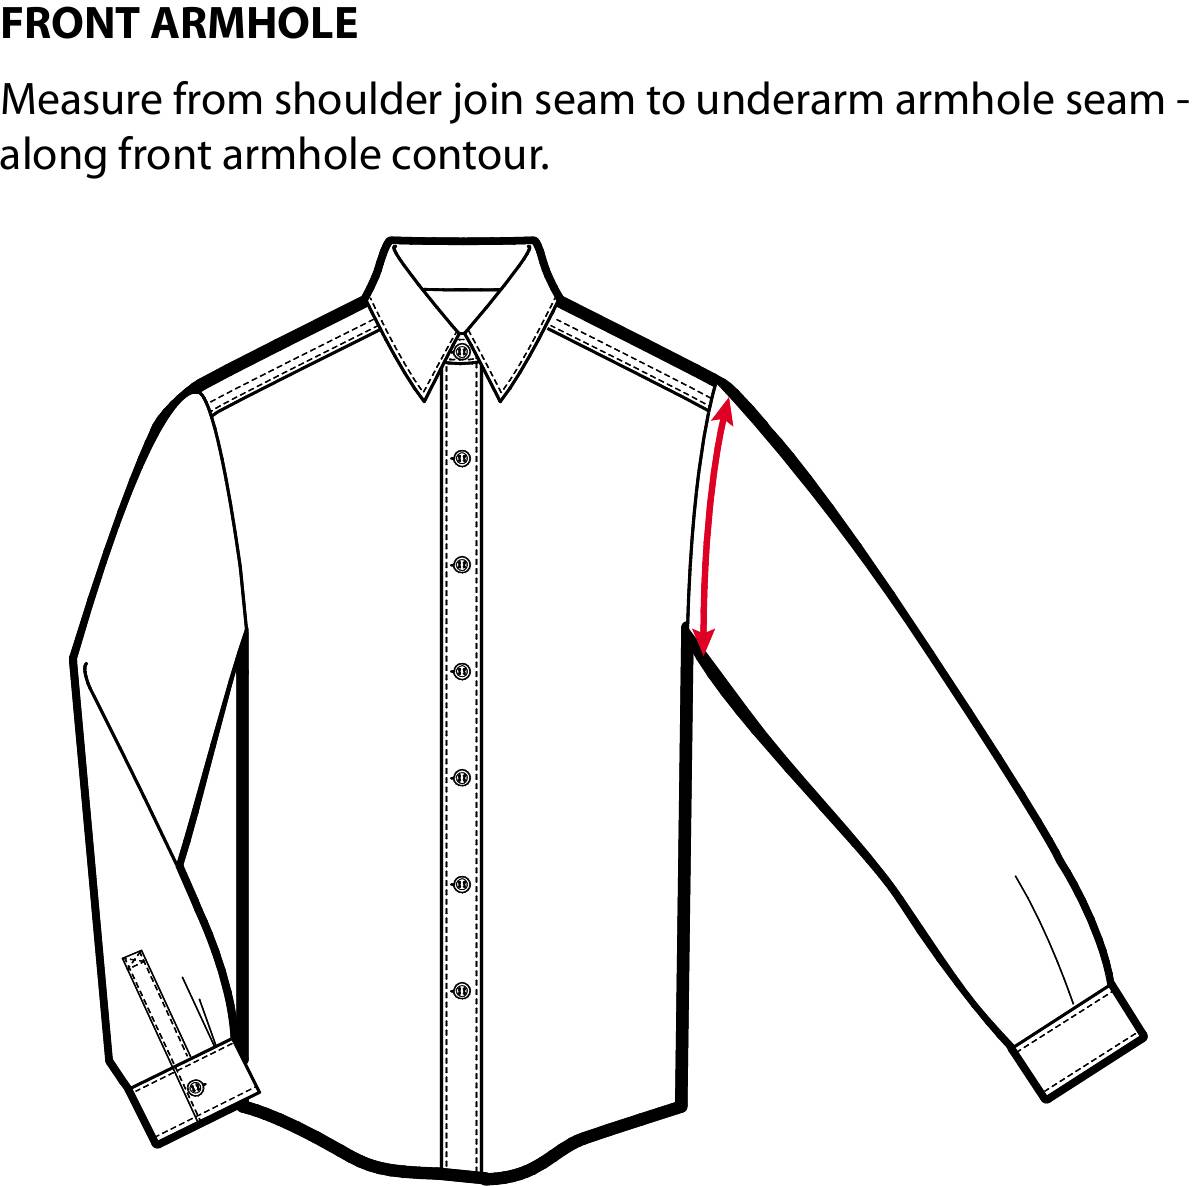 FRONT ARMHOLE
Measure from shoulder join seam to underarm armhole seam -
along front armhole contour.